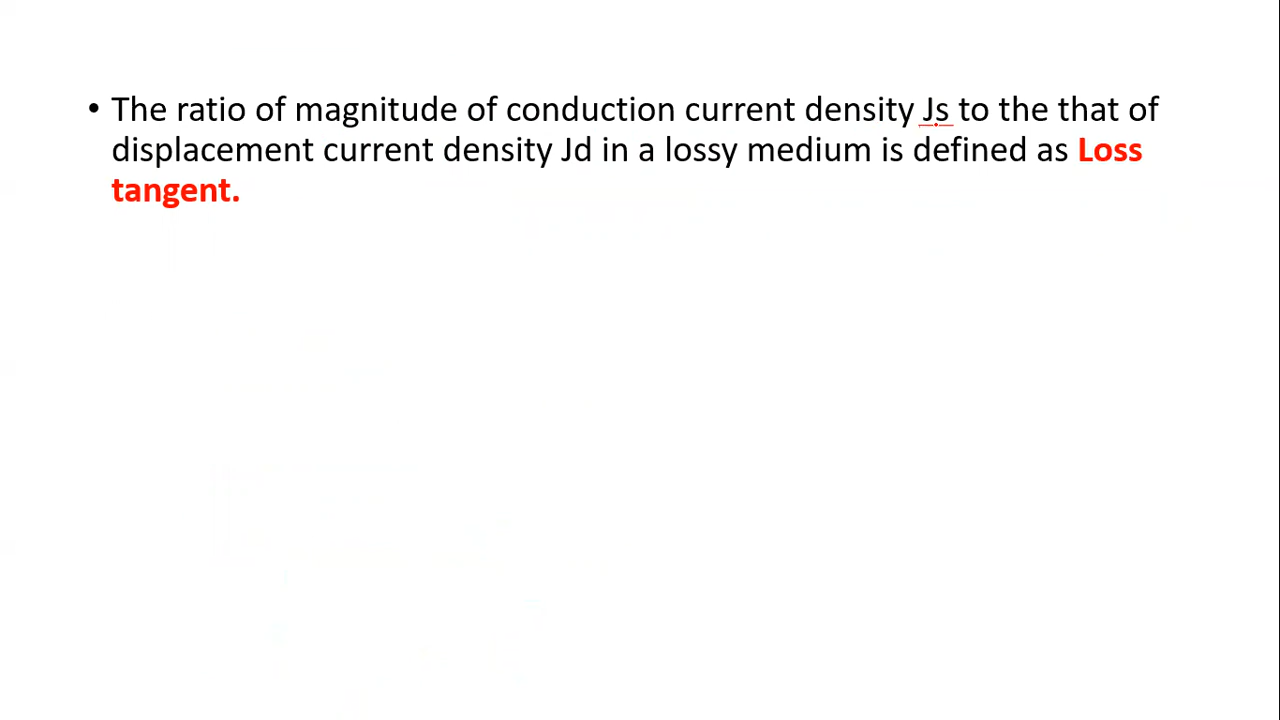 • The ratio of magnitude of conduction current density Js to the that of
displacement current density Jd in a lossy medium is defined as Loss
tangent.